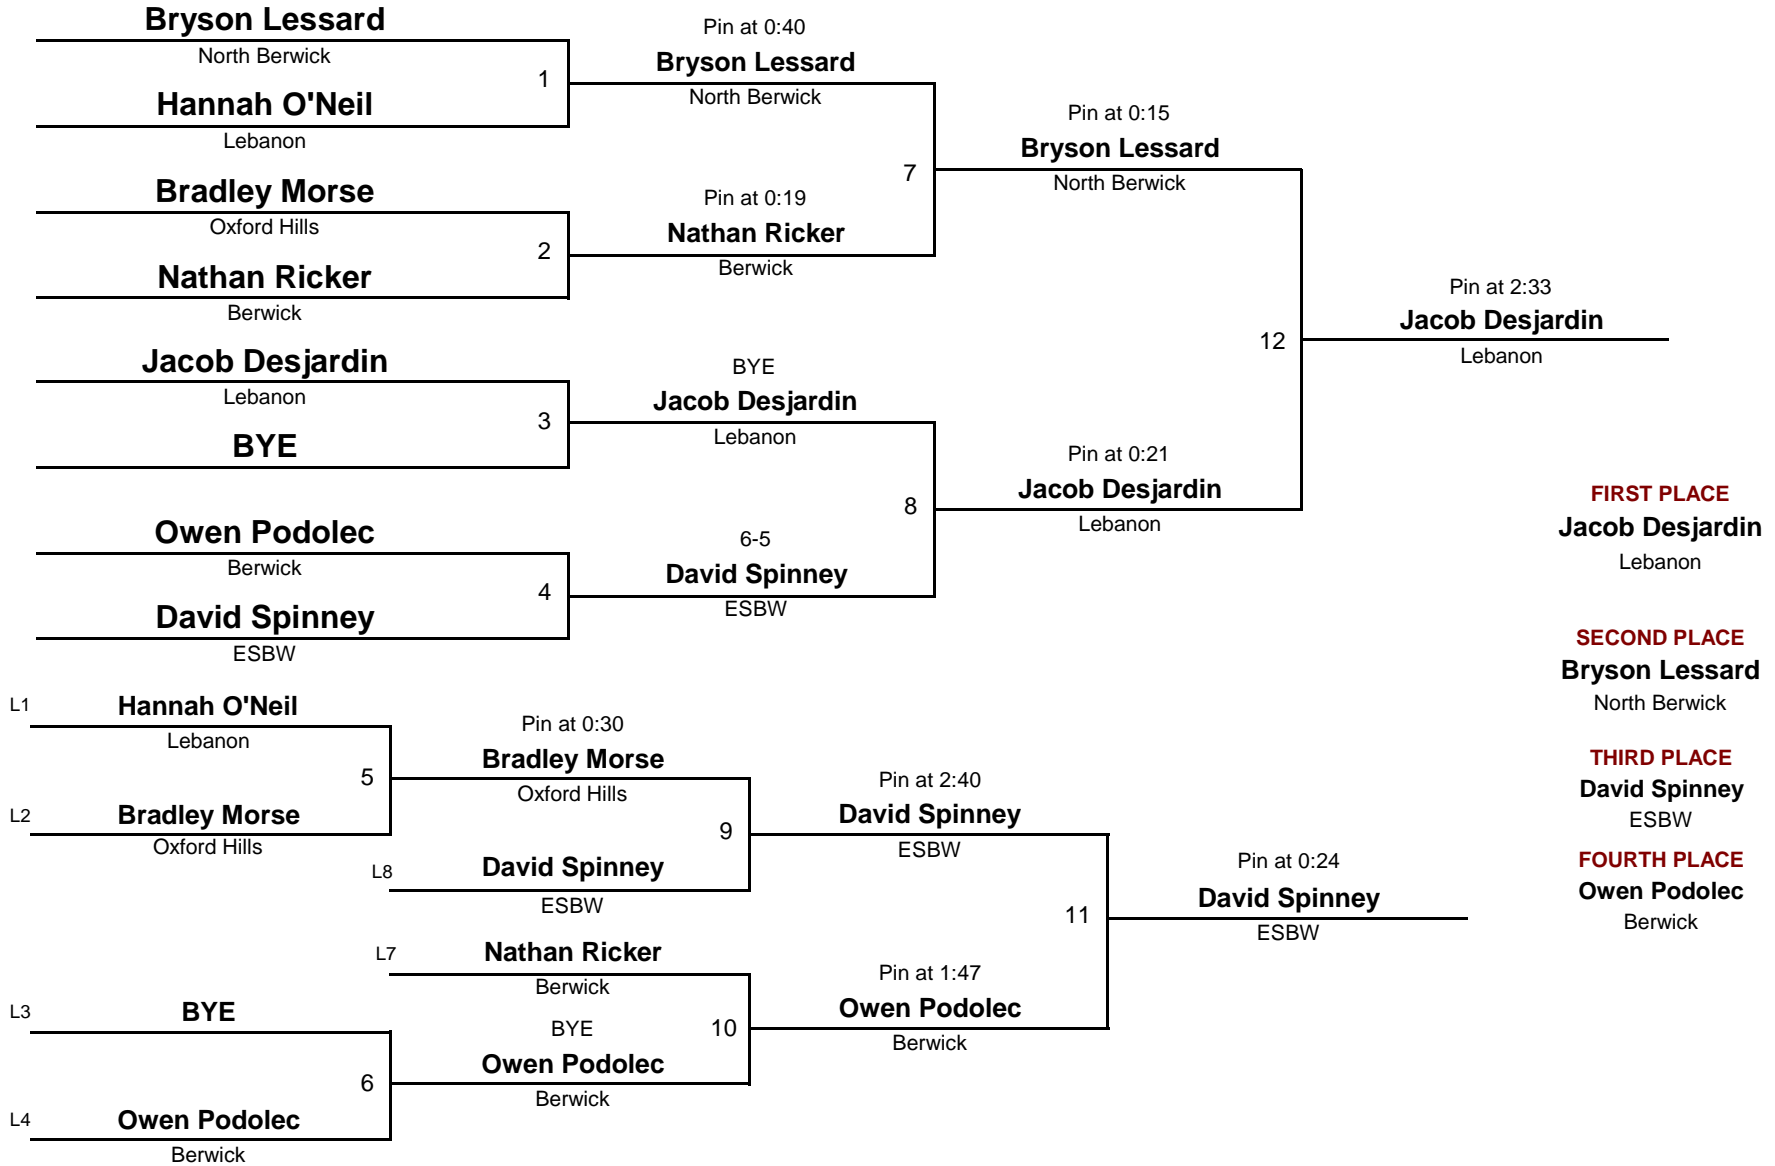 Bryson Lessard
North Berwick
1
Hannah O'Neil
Lebanon
Bradley Morse
Oxford Hills
2
Nathan Ricker
Berwick
Jacob Desjardin
Lebanon
3
BYE
Owen Podolec
Berwick
4
David Spinney
ESBW
Pin at 0:40
Bryson Lessard
North Berwick
7
Pin at 0:19
Nathan Ricker
Berwick
BYE
Jacob Desjardin
Lebanon
8
6-5
David Spinney
ESBW
Pin at 0:15
Bryson Lessard
North Berwick
12
Pin at 0:21
Jacob Desjardin
Lebanon
Pin at 2:33
Jacob Desjardin
Lebanon
FIRST PLACE
Jacob Desjardin
Lebanon
SECOND PLACE
Bryson Lessard
North Berwick
THIRD PLACE
David Spinney
ESBW
FOURTH PLACE
Owen Podolec
Berwick
L1
Hannah O'Neil
Lebanon
5
L2
Bradley Morse
Oxford Hills
L3
BYE
6
L4
Owen Podolec
Berwick
Pin at 0:30
Bradley Morse
Oxford Hills
9
L8
David Spinney
ESBW
L7
Nathan Ricker
Berwick
10
BYE
Owen Podolec
Berwick
Pin at 2:40
David Spinney
ESBW
11
Pin at 1:47
Owen Podolec
Berwick
Pin at 0:24
David Spinney
ESBW